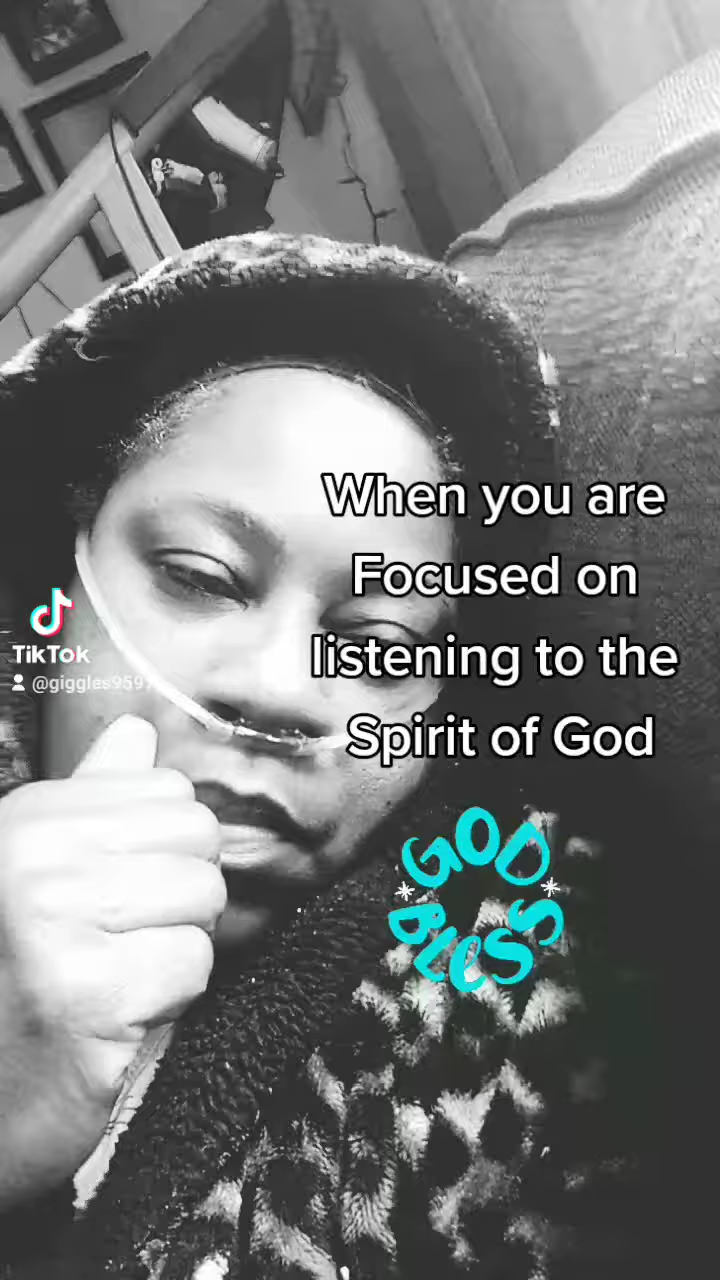 When you are
Focused on
listening to the
Spirit of God
TikTok
GOD
BLESS